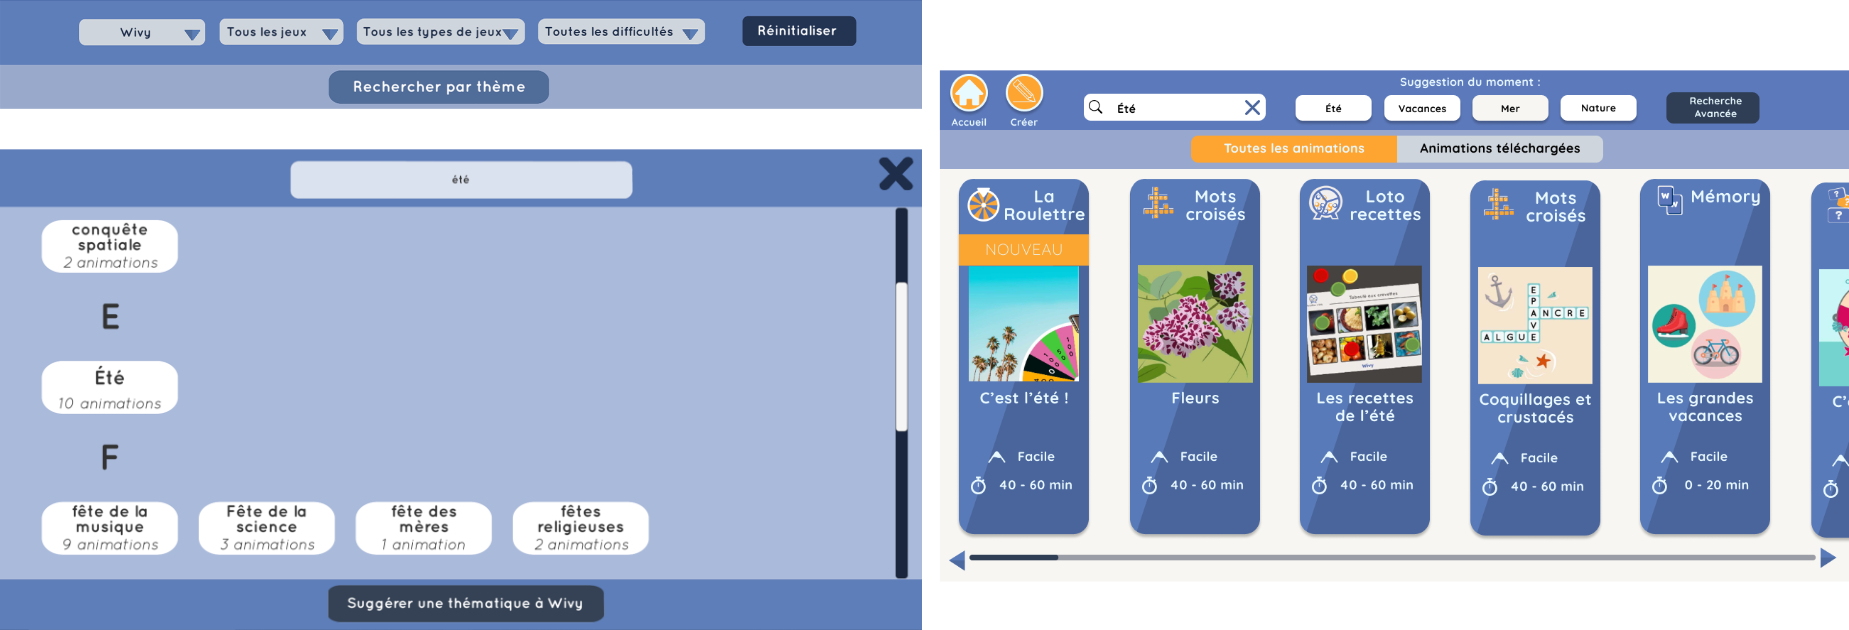 Wivy
Tous les jeux
Tous les types de jeux
Toutes les difficultés
Réinitialiser
Rechercher par thème
été
conquête
spatiale
2 animations
E
Été
10 animations
F
fête de la
musique
9 animations
Fête de la
science
3 animations
fête des
mères
1 animation
fêtes
religieuses
2 animations
Suggérer une thématique à Wivy
Accueil
Créer
Été
Suggestion du moment :
Été
Vacances
Mer
Nature
Recherche
Avancée
Toutes les animations
Animations téléchargées
La
Roulettre
NOUVEAU
C'est l'été !
Facile
40 - 60 min
Mots
croisés
Fleurs
Facile
40 - 60 min
Loto
recettes
Wivy
Les recettes
de l'été
Facile
40 - 60 min
Mots
croisés
EPAVE
ANCRE
ALGUE
Coquillages et
crustacés
Facile
40 - 60 min
Mémory
Les grandes
vacances
Facile
0 - 20 min
C'